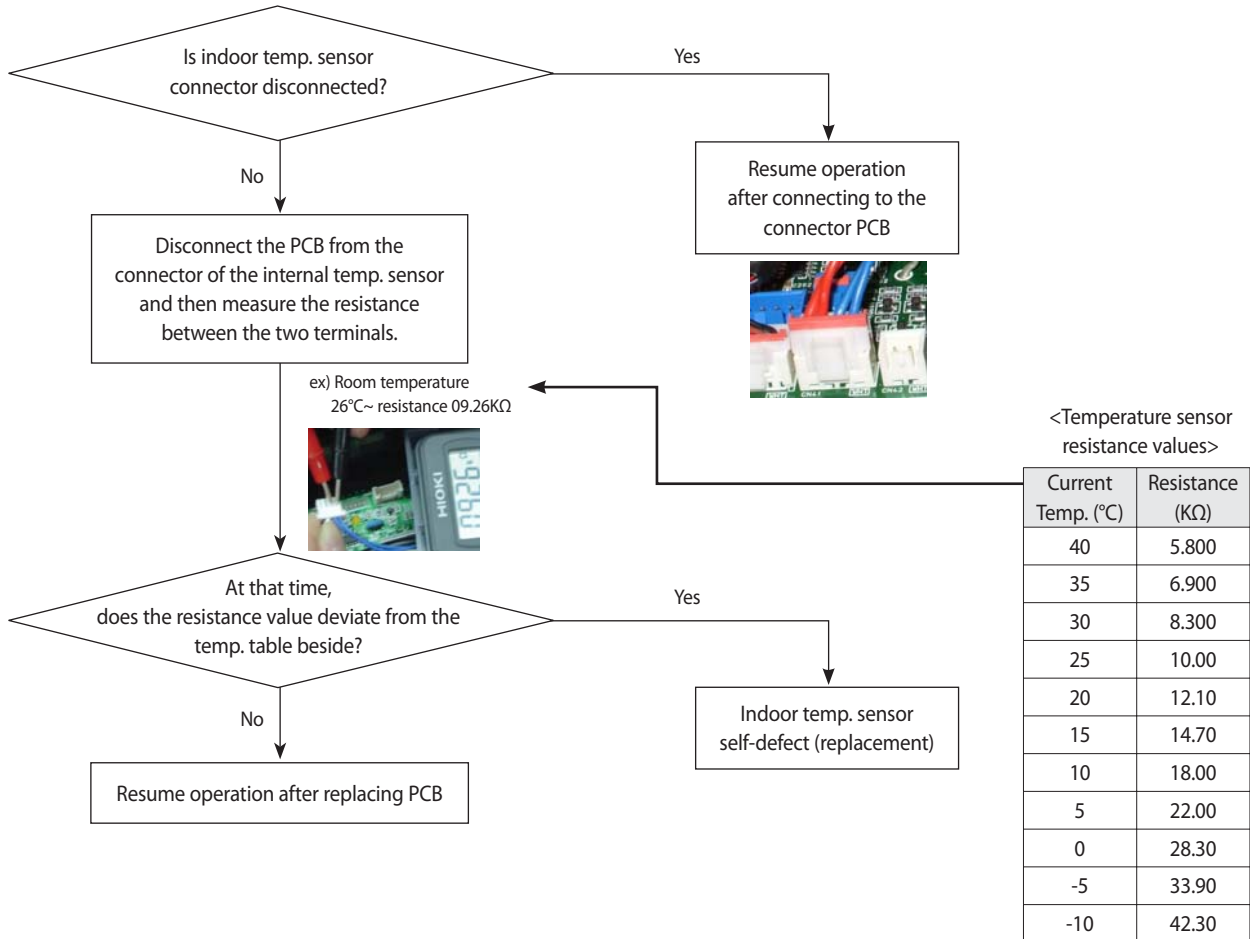 Is indoor temp. sensor
connector disconnected?
Yes
No
Resume operation
after connecting to the
connector PCB
Disconnect the PCB from the
connector of the internal temp. sensor
and then measure the resistance
between the two terminals.
CN41
CN42
ex) Room temperature
26°C~ resistance 09.26KΩ
HIOKI
0926
At that time,
does the resistance value deviate from the
temp. table beside?
Yes
No
Indoor temp. sensor
self-defect (replacement)
Resume operation after replacing PCB
<Temperature sensor
resistance values>
Current Resistance
Temp. (°C) (KΩ)
40 5.800
35 6.900
30 8.300
25 10.00
20 12.10
15 14.70
10 18.00
5 22.00
0 28.30
-5 33.90
-10 42.30